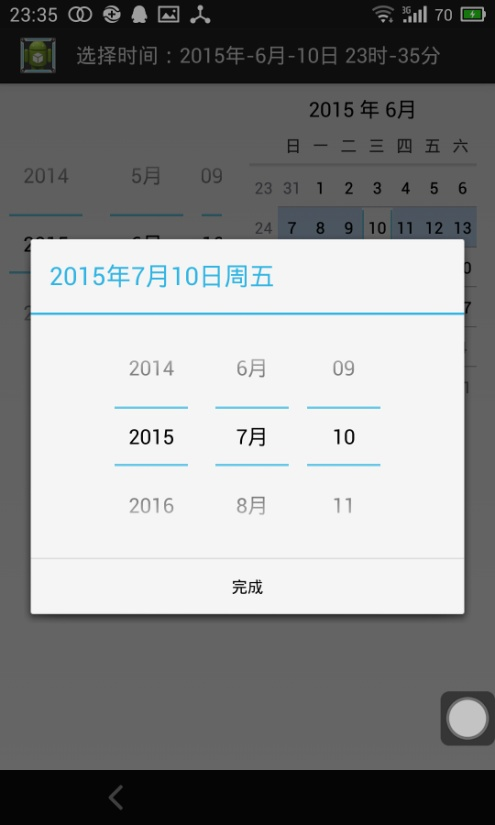 23:35
3G
70
选择时间：2015年-6月-10日 23时-35分
2015 年 6月
日 一 二 三 四 五 六
2014 5月 09
23 31 1 2 3 4 5 6
24 7 8 9 10 11 12 13
2015年7月10日周五
2014 6月 09
2015 7月 10
2016 8月 11
完成